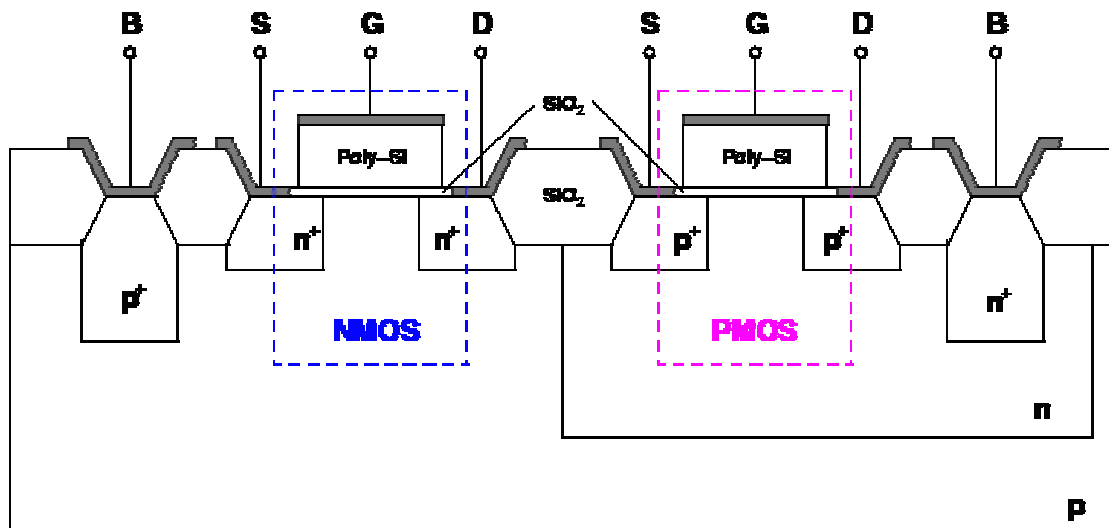 B S G D S G D B
SiO₂
Poly-Si Poly-Si
SiO₂
n⁺ n⁺ p⁺ p⁺
p⁺ n⁺
NMOS PMOS
n
P